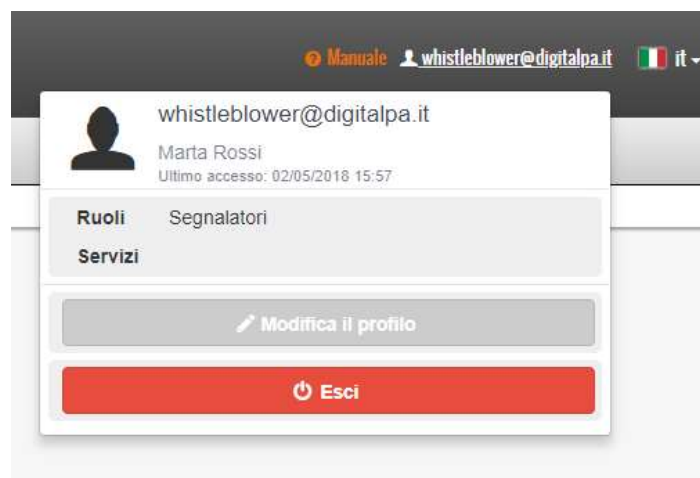 Manuale whistleblower@digitalpa.it it
whistleblower@digitalpa.it
Marta Rossi
Ultimo accesso: 02/05/2018 15:57
Ruoli Segnalatori
Servizi
Modifica il profilo
Esci